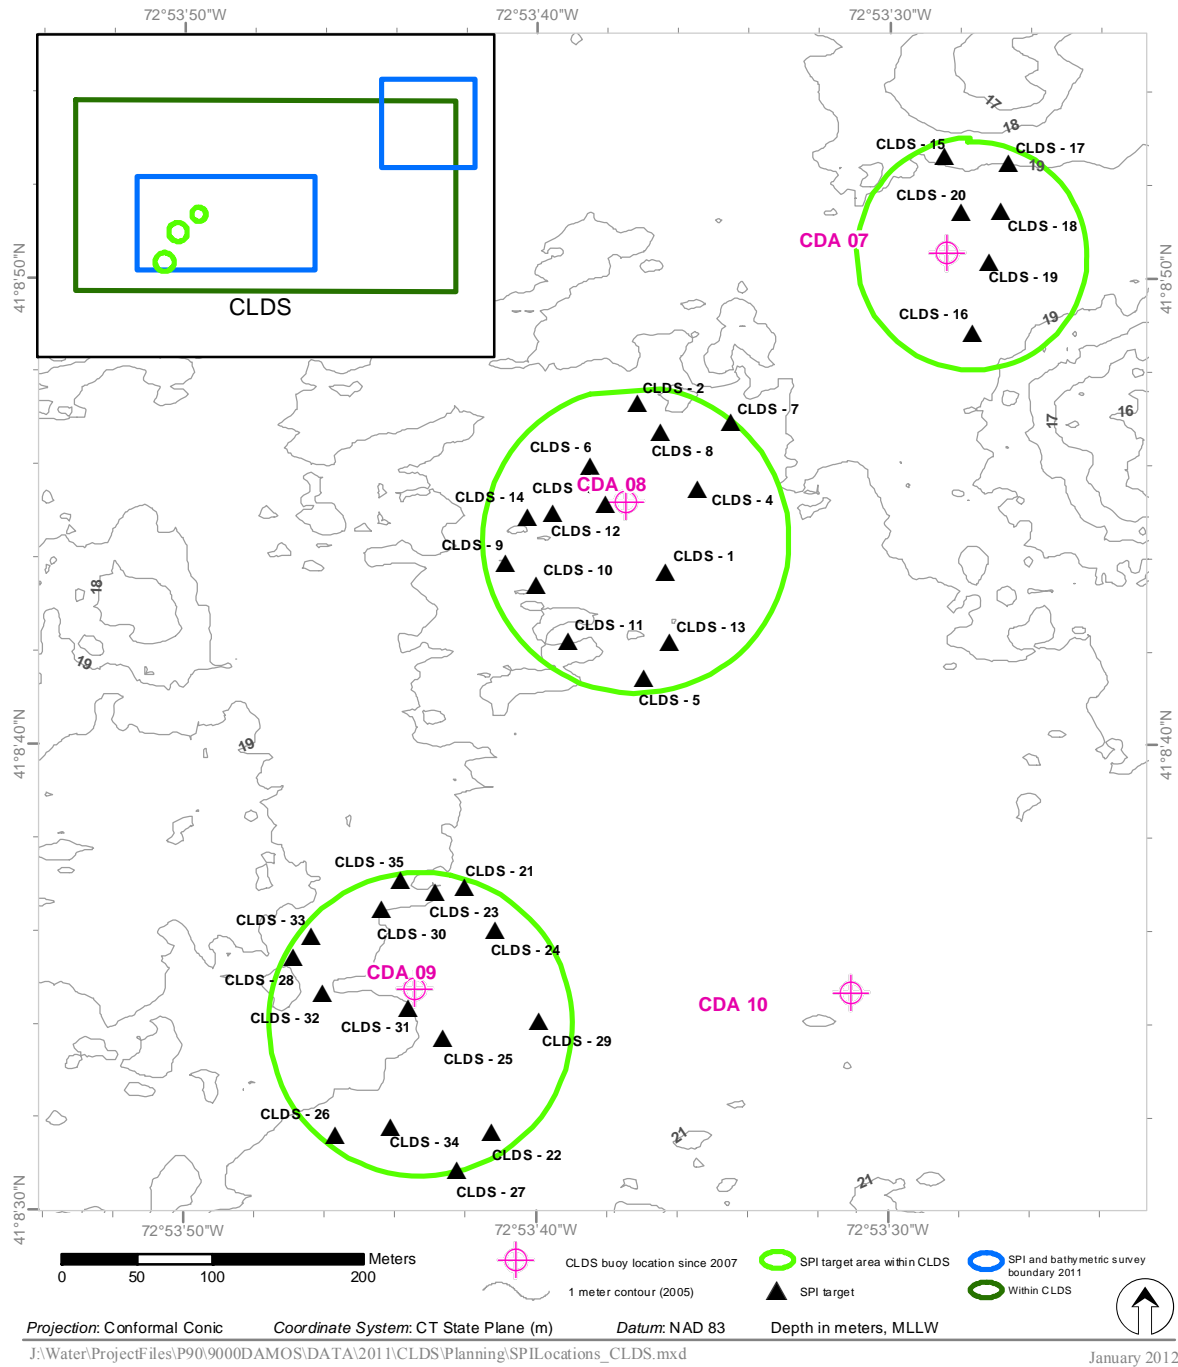 72°53'50"W
72°53'40"W
72°53'30"W
17
18
CLDS - 15
CLDS - 17
19
CLDS - 20
CLDS - 18
CDA 07
CLDS - 19
41°8'50"N
41°8'50"N
CLDS
CLDS - 16
19
CLDS - 2
CLDS - 7
17
16
CLDS - 6
CLDS - 8
CLDS
CDA 08
CLDS - 14
CLDS - 4
CLDS - 12
CLDS - 9
CLDS - 1
CLDS - 10
18
CLDS - 11
CLDS - 13
19
CLDS - 5
41°8'40"N
19
41°8'40"N
CLDS - 35
CLDS - 21
CLDS - 33
CLDS - 23
CLDS - 30
CLDS - 24
CDA 09
CLDS - 28
CDA 10
CLDS - 32
CLDS - 31
CLDS - 29
CLDS - 25
CLDS - 26
21
CLDS - 34
CLDS - 22
21
CLDS - 27
41°8'30"N
72°53'50"W
72°53'40"W
72°53'30"W
Meters
0 50 100 200
CLDS buoy location since 2007
1 meter contour (2005)
SPI target area within CLDS
SPI target
SPI and bathymetric survey
boundary 2011
Within CLDS
Projection: Conformal Conic Coordinate System: CT State Plane (m) Datum: NAD 83 Depth in meters, MLLW
J:\Water\ProjectFiles\P90\9000DAMOS\DATA\2011\CLDS\Planning\SPILocations_CLDS.mxd
January 2012